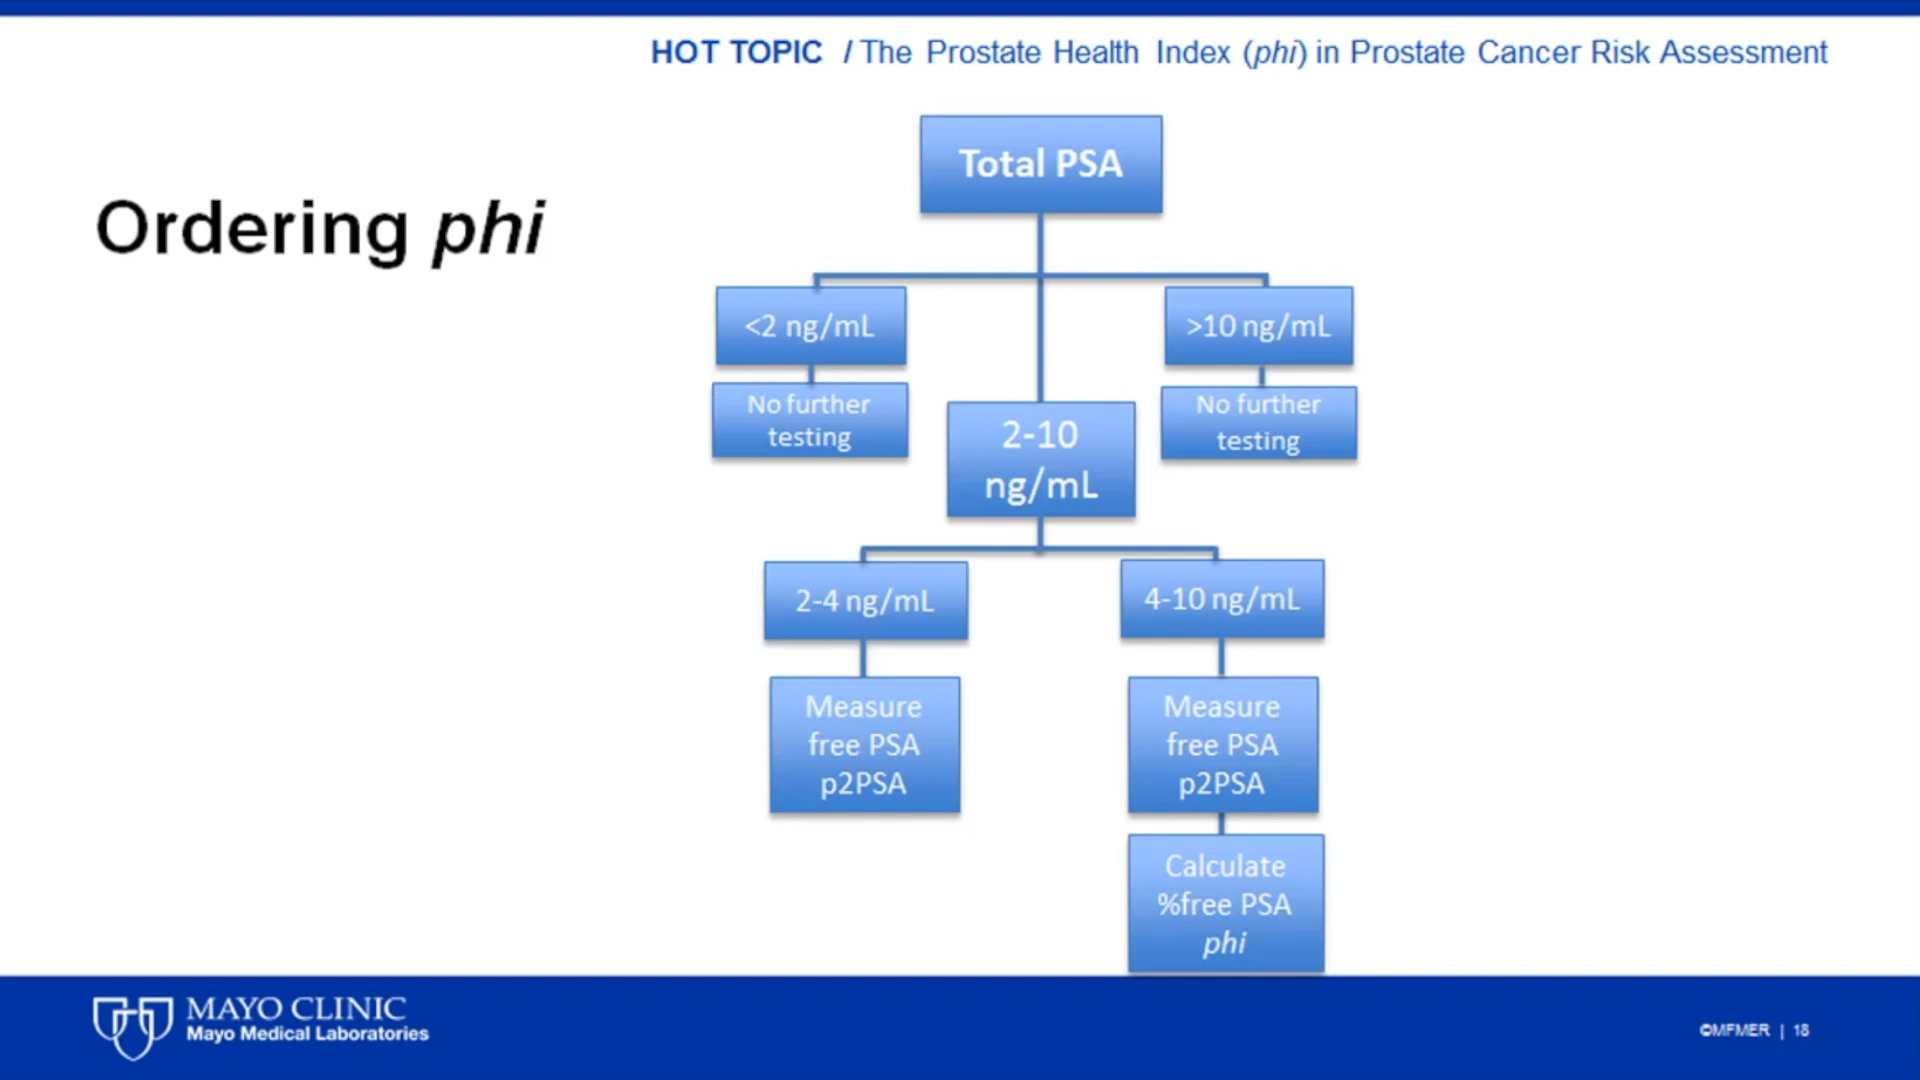 HOT TOPIC / The Prostate Health Index (phi) in Prostate Cancer Risk Assessment
Ordering phi
Total PSA
<2 ng/mL
>10 ng/mL
No further
testing
No further
testing
2-10
ng/mL
2-4 ng/mL
4-10 ng/mL
Measure
free PSA
p2PSA
Measure
free PSA
p2PSA
Calculate
%free PSA
phi
MAYO CLINIC
Mayo Medical Laboratories
©MFMER | 18